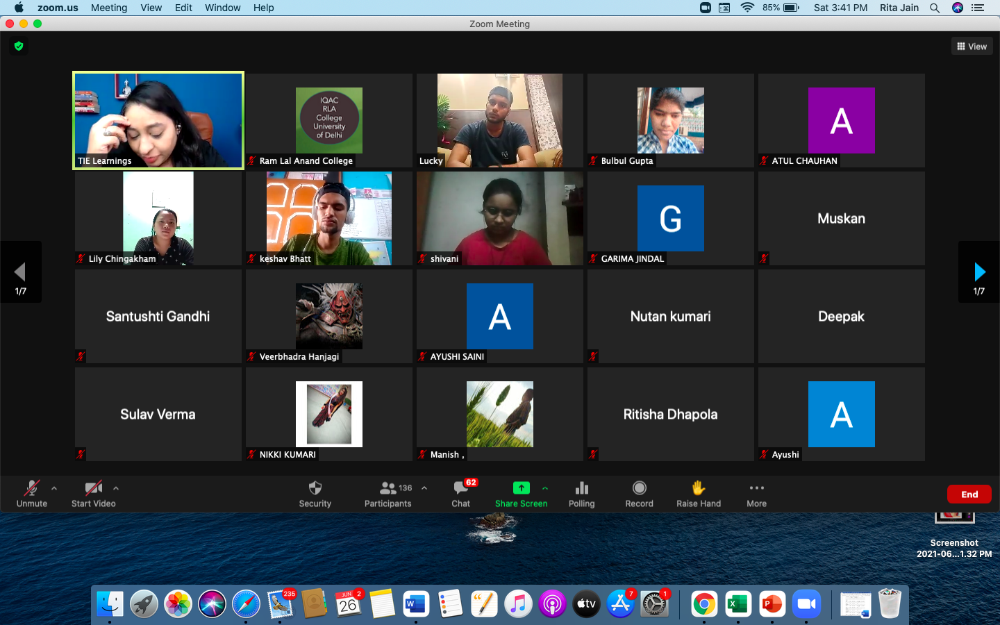 zoom.us Meeting View Edit Window Help 85% Sat 3:41 PM Rita Jain
Zoom Meeting
View
IQAC
RLA
College
University
of Delhi
A
TIE Learnings
Ram Lal Anand College
Lucky
Bulbul Gupta
ATUL CHAUHAN
G
Muskan
Lily Chingakham
keshav Bhatt
shivani
GARIMA JINDAL
1/7
1/7
Santushti Gandhi
A
Nutan kumari
Deepak
Veerbhadra Hanjagi
AYUSHI SAINI
Sulav Verma
Ritisha Dhapola
A
NIKKI KUMARI
Manish ,
Ayushi
136
62
Unmute
Start Video
Security
Participants
Chat
Share Screen
Polling
Record
Raise Hand
More
End
Screenshot
2021-06...1.32 PM
235
JUN
26
2
W
tv
7
1
X
P